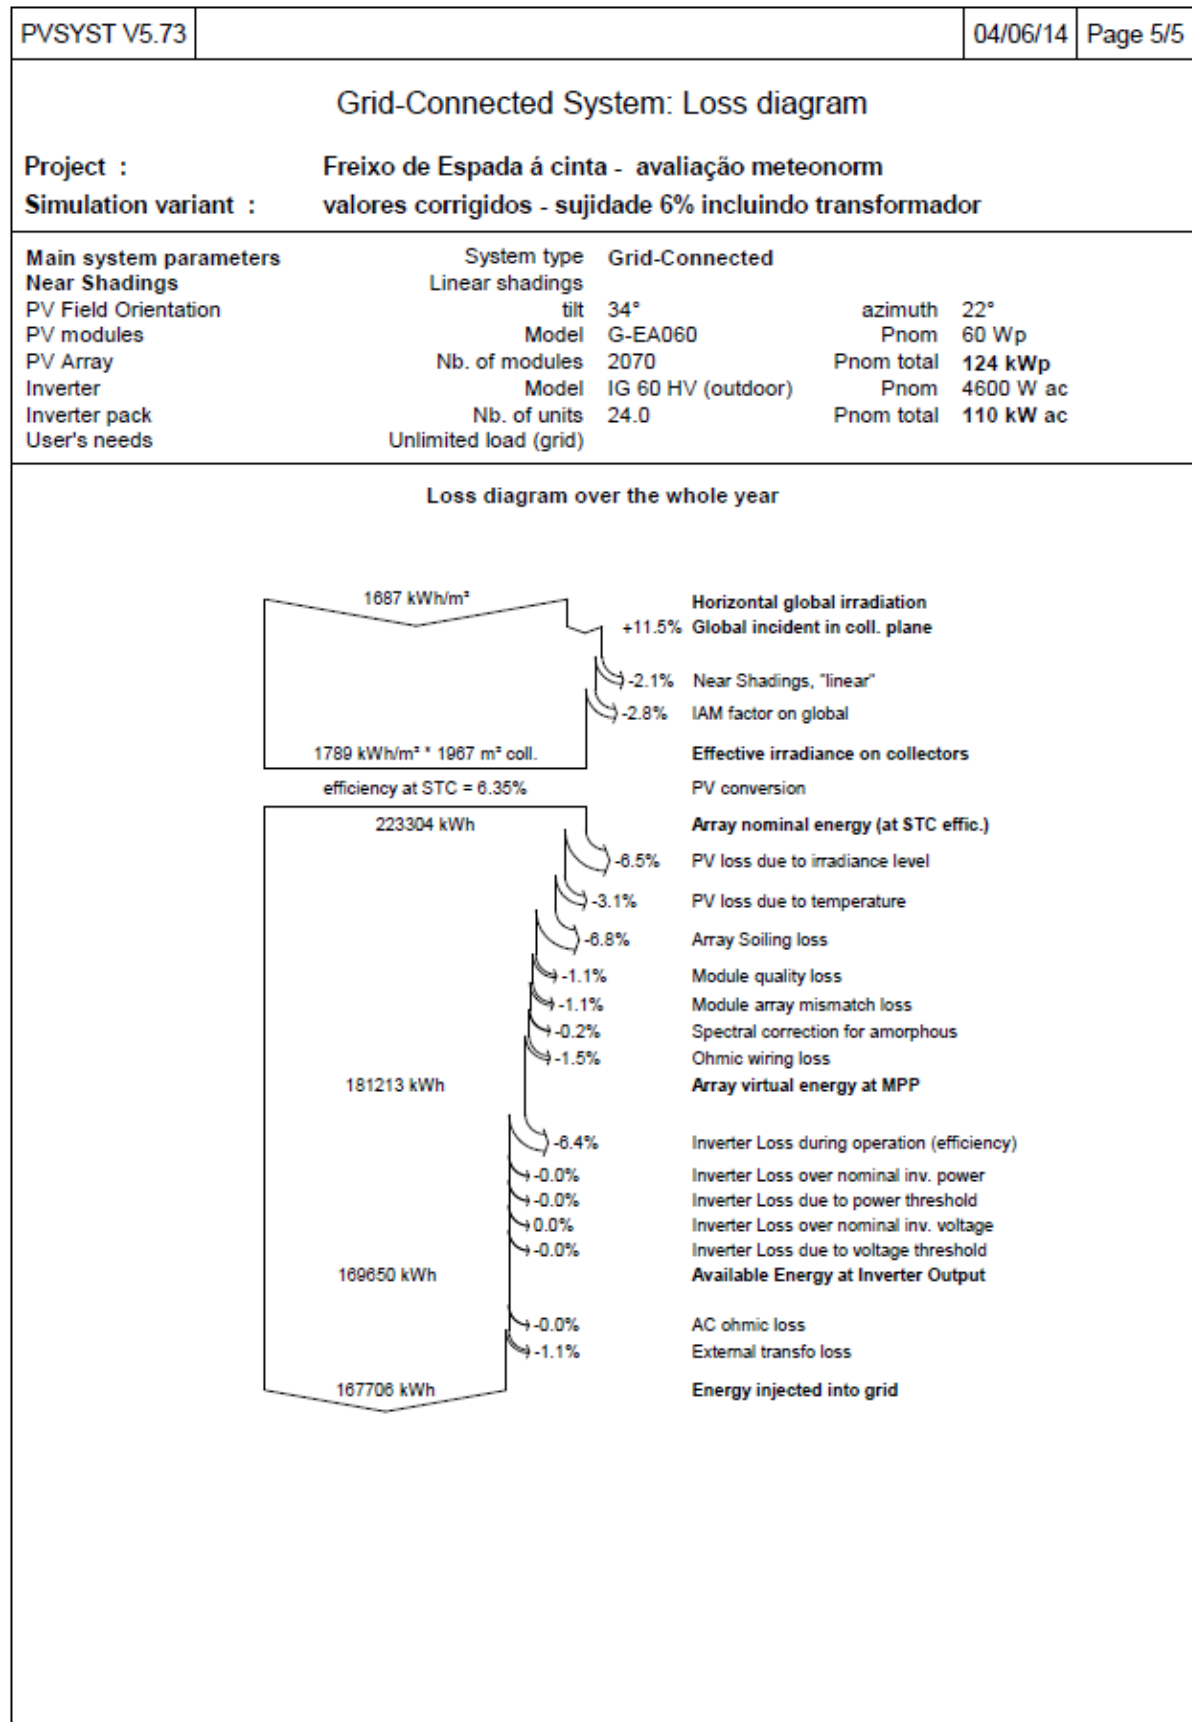 PVSYST V5.73 04/06/14 Page 5/5
Grid-Connected System: Loss diagram
Project : Freixo de Espada á cinta - avaliação meteonorm
Simulation variant : valores corrigidos - sujidade 6% incluindo transformador
Main system parameters System type Grid-Connected
Near Shadings Linear shadings
PV Field Orientation tilt 34° azimuth 22°
PV modules Model G-EA060 Pnom 60 Wp
PV Array Nb. of modules 2070 Pnom total 124 kWp
Inverter Model IG 60 HV (outdoor) Pnom 4600 W ac
Inverter pack Nb. of units 24.0 Pnom total 110 kW ac
User's needs Unlimited load (grid)
Loss diagram over the whole year
1687 kWh/m² Horizontal global irradiation
+11.5% Global incident in coll. plane
-2.1% Near Shadings, "linear"
-2.8% IAM factor on global
1789 kWh/m² * 1967 m² coll. Effective irradiance on collectors
efficiency at STC = 6.35% PV conversion
223304 kWh Array nominal energy (at STC effic.)
-6.5% PV loss due to irradiance level
-3.1% PV loss due to temperature
-6.8% Array Soiling loss
-1.1% Module quality loss
-1.1% Module array mismatch loss
-0.2% Spectral correction for amorphous
-1.5% Ohmic wiring loss
181213 kWh Array virtual energy at MPP
-6.4% Inverter Loss during operation (efficiency)
-0.0% Inverter Loss over nominal inv. power
-0.0% Inverter Loss due to power threshold
0.0% Inverter Loss over nominal inv. voltage
-0.0% Inverter Loss due to voltage threshold
169650 kWh Available Energy at Inverter Output
-0.0% AC ohmic loss
-1.1% External transfo loss
167706 kWh Energy injected into grid